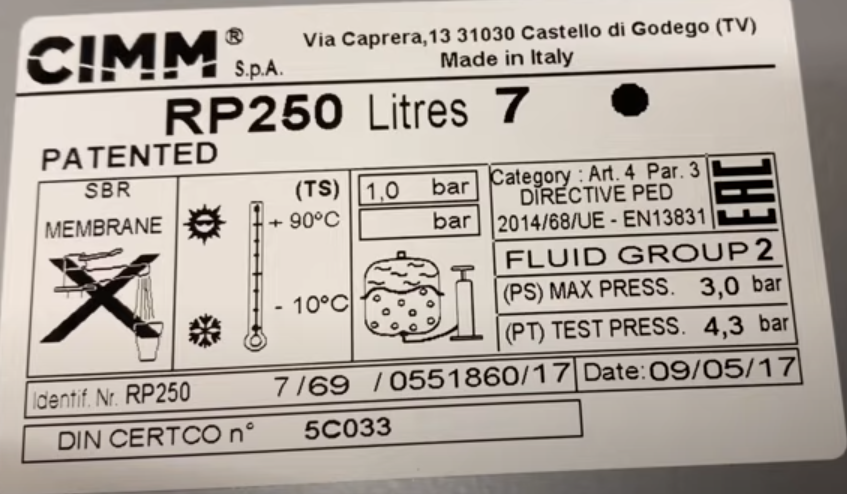 CIMM® S.p.A.
Via Caprera,13 31030 Castello di Godego (TV)
Made in Italy
RP250 Litres 7
PATENTED
SBR
MEMBRANE
(TS)
+ 90°C
- 10°C
1,0 bar
bar
Category : Art. 4 Par. 3
DIRECTIVE PED
2014/68/UE - EN13831
EAC
FLUID GROUP 2
(PS) MAX PRESS. 3,0 bar
(PT) TEST PRESS. 4,3 bar
Identif. Nr. RP250 7/69 /0551860/17 Date: 09/05/17
DIN CERTCO n° 5C033